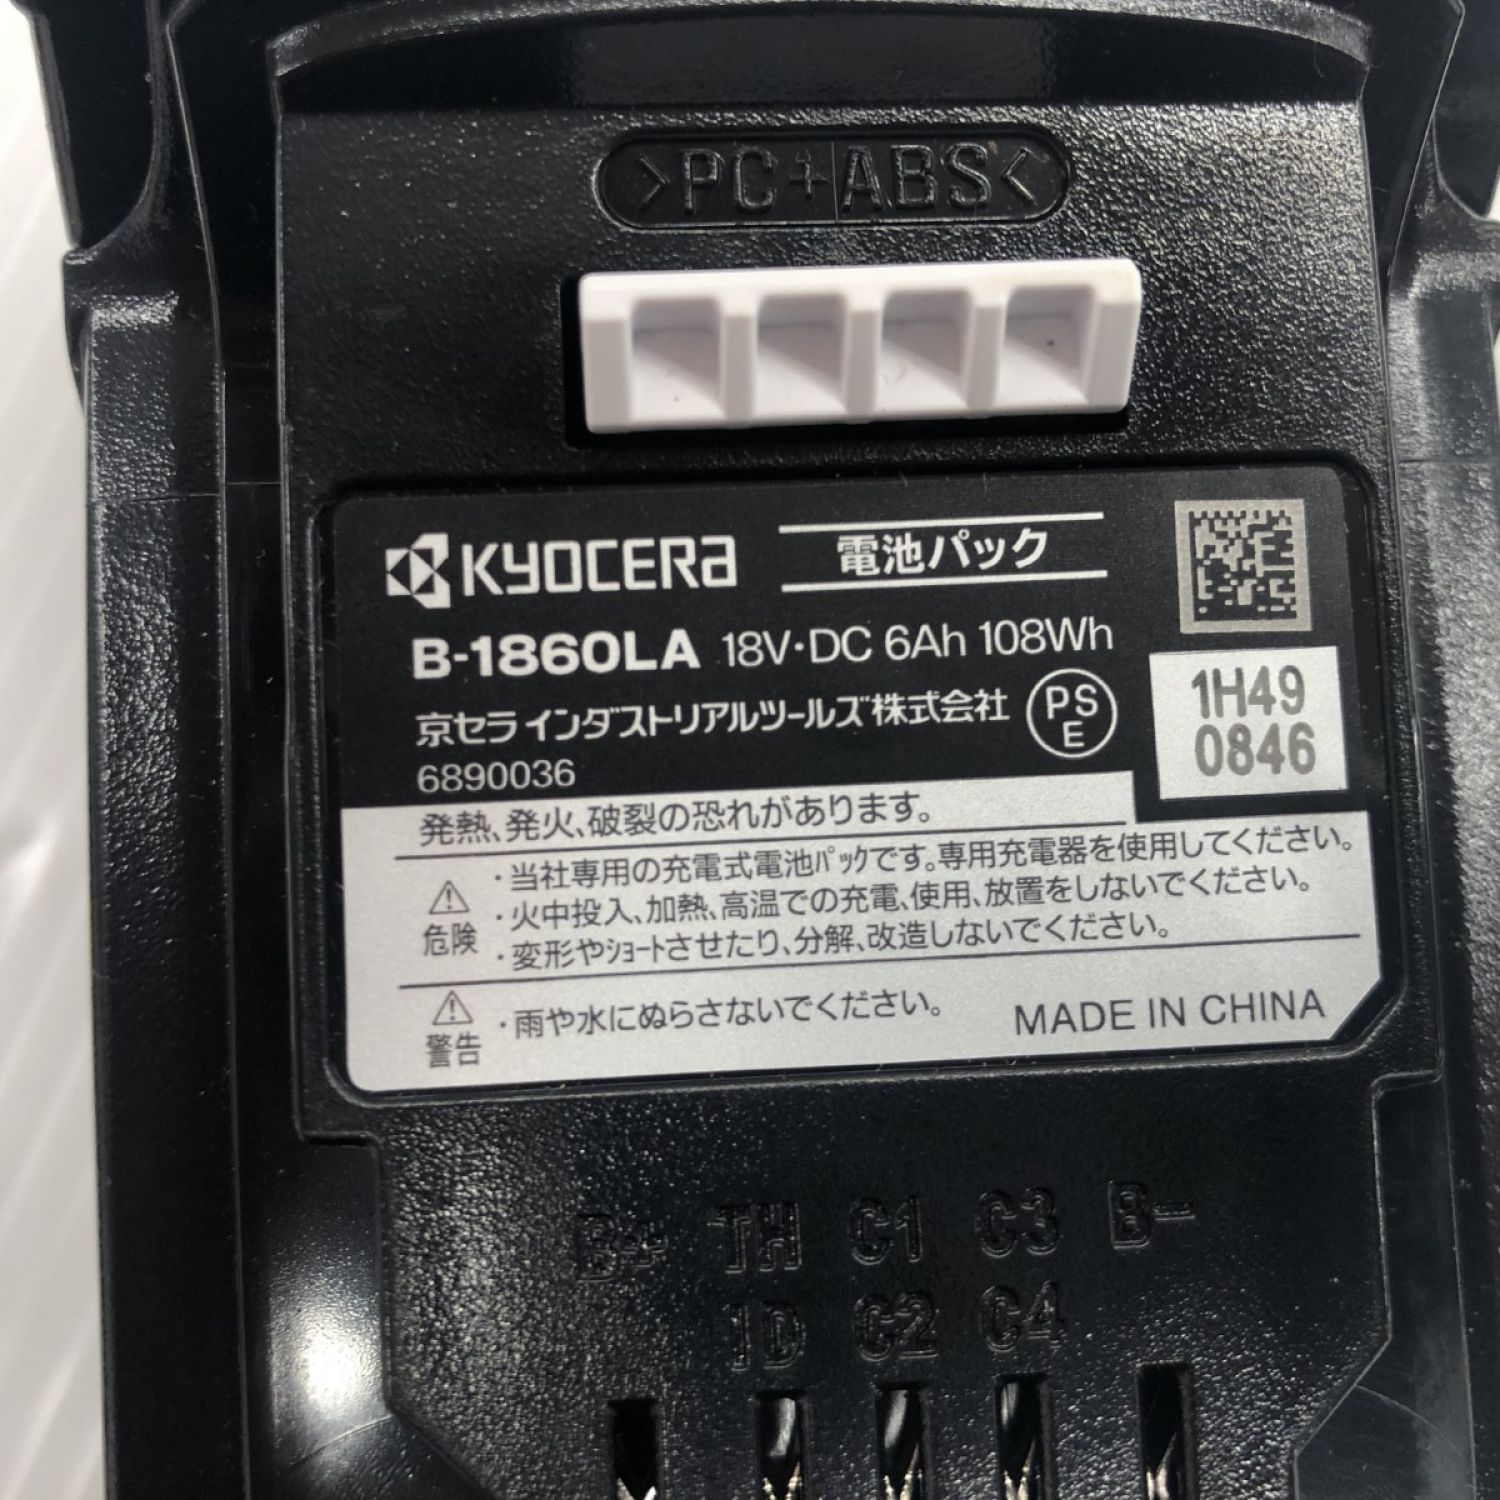 >PC+ABS<
KYOCERa 電池パック
B-1860LA 18V・DC 6Ah 108Wh
京セラ インダストリアルツールズ株式会社
PS
E
6890036
1H49
0846
発熱、発火、破裂の恐れがあります。
危険
・当社専用の充電式電池パックです。専用充電器を使用してください。
・火中投入、加熱、高温での充電、使用、放置をしないでください。
・変形やショートさせたり、分解、改造しないでください。
警告
・雨や水にぬらさないでください。
MADE IN CHINA
B+ TH C1 C3 B-
ID C2 C4